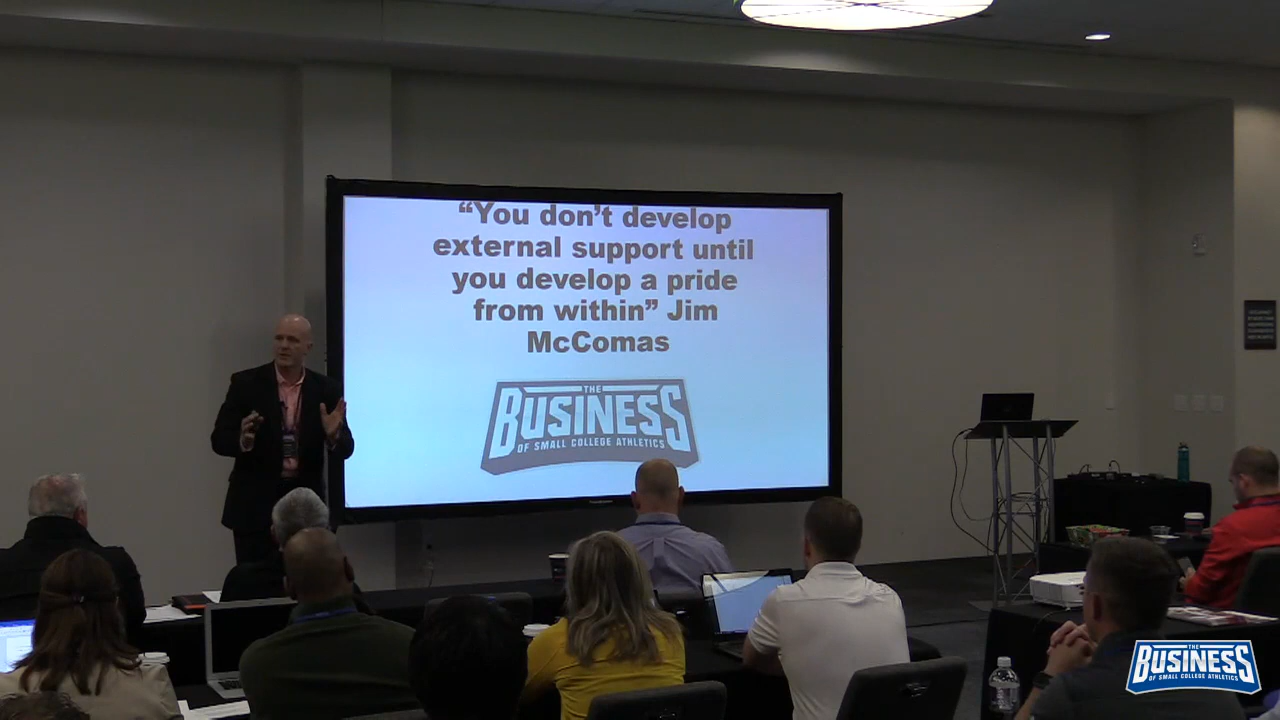 “You don’t develop
external support until
you develop a pride
from within” Jim
McComas
THE
BUSINESS
OF SMALL COLLEGE ATHLETICS
THE
BUSINESS
OF SMALL COLLEGE ATHLETICS